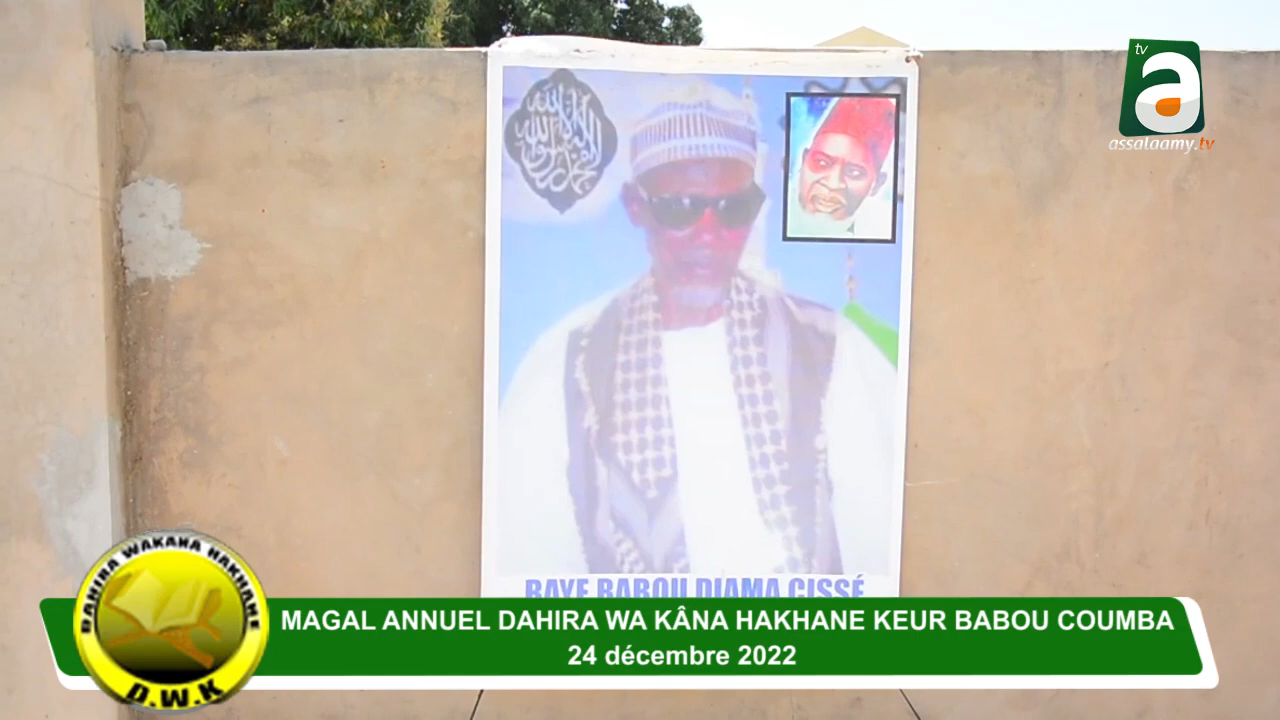 tv
a
assalaamy.tv
BAYE BABOU DIAMA CISSÉ
DAHIRA WAKANA HAKHANE
D.W.K
MAGAL ANNUEL DAHIRA WA KÂNA HAKHANE KEUR BABOU COUMBA
24 décembre 2022